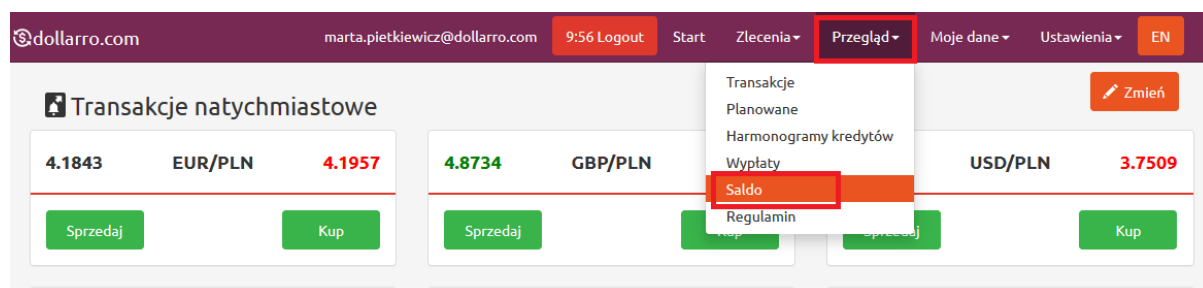 dollarro.com marta.pietkiewicz@dollarro.com 9:56 Logout Start Zlecenia Przegląd Moje dane Ustawienia EN
Transakcje
Planowane
Harmonogramy kredytów
Wypłaty
Saldo
Regulamin
Transakcje natychmiastowe Zmień
4.1843 EUR/PLN 4.1957 4.8734 GBP/PLN USD/PLN 3.7509
Sprzedaj Kup Sprzedaj Kup